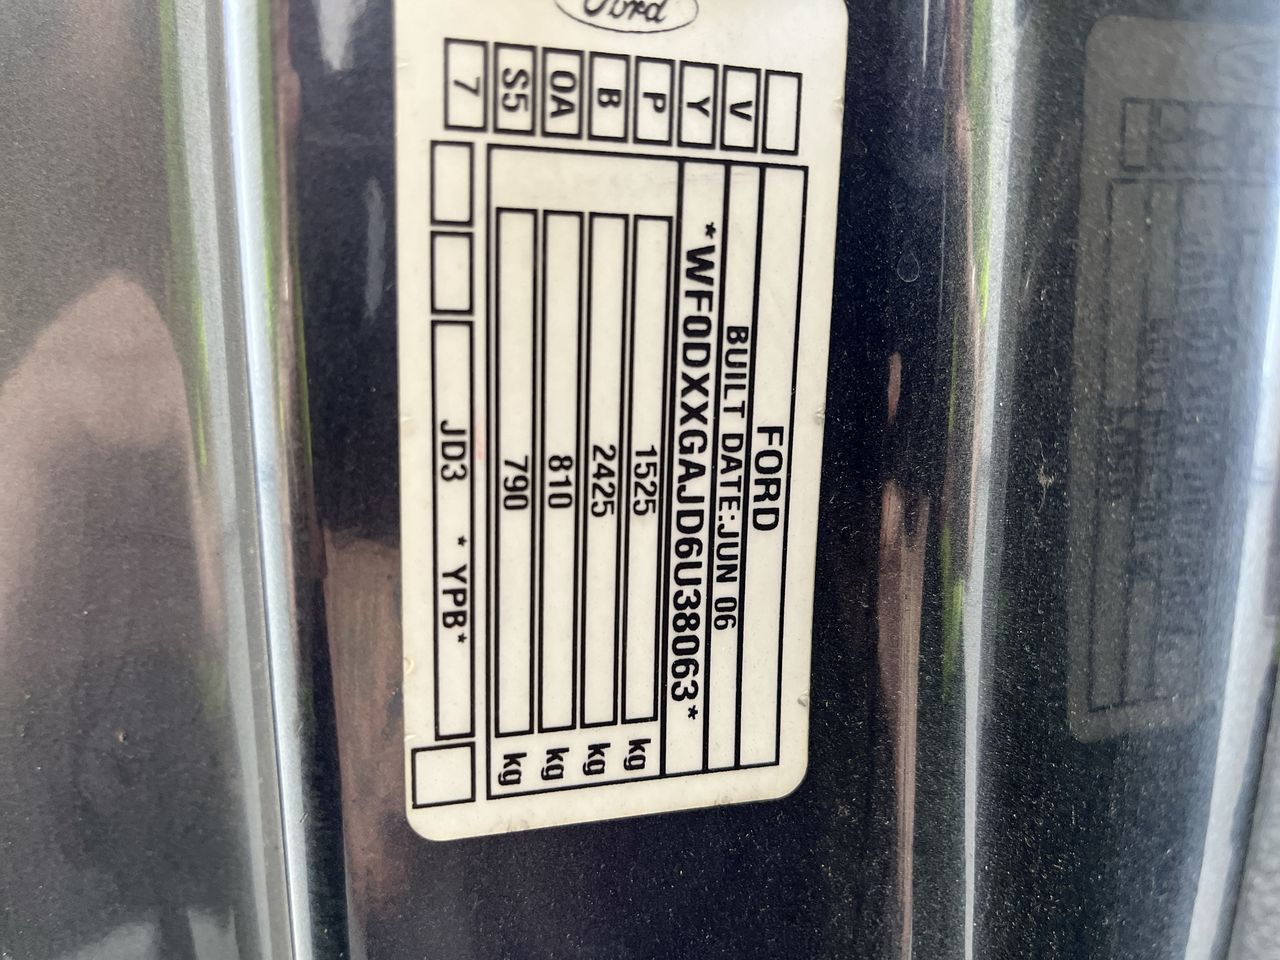 Ford
FORD
V BUILT DATE:JUN 06
Y *WF0DXXGAJD6U38063*
P 1525 kg
B 2425 kg
0A 810 kg
S5 790 kg
7 JD3 * YPB*